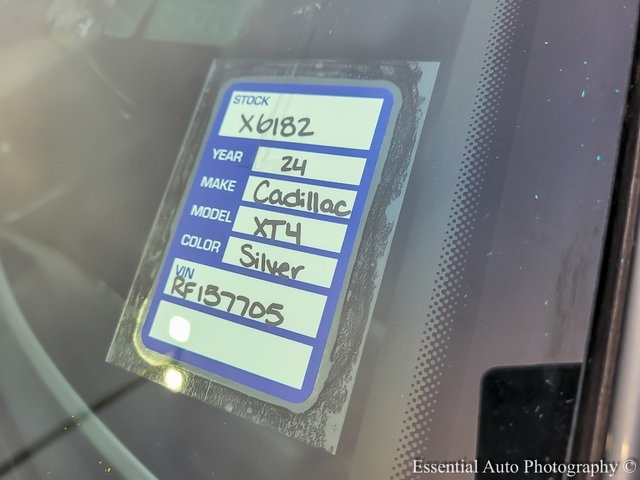 STOCK
X6182
YEAR 24
MAKE Cadillac
MODEL XT4
COLOR Silver
VIN
RF157705
Essential Auto Photography ©